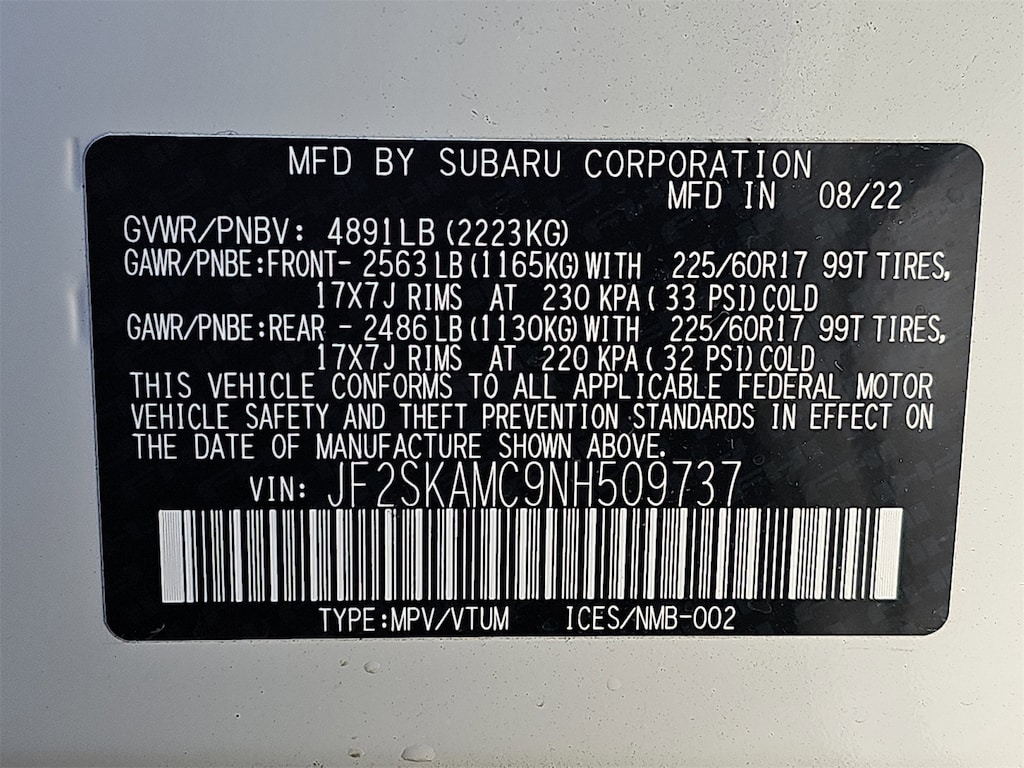 MFD BY SUBARU CORPORATION
MFD IN 08/22
GVWR/PNBV: 4891LB (2223KG)
GAWR/PNBE:FRONT- 2563LB(1165KG)WITH 225/60R17 99T TIRES,
17X7J RIMS AT 230 KPA( 33 PSI)COLD
GAWR/PNBE:REAR - 2486LB(1130KG)WITH 225/60R17 99T TIRES,
17X7J RIMS AT 220 KPA( 32 PSI)COLD
THIS VEHICLE CONFORMS TO ALL APPLICABLE FEDERAL MOTOR
VEHICLE SAFETY AND THEFT PREVENTION STANDARDS IN EFFECT ON
THE DATE OF MANUFACTURE SHOWN ABOVE.
VIN: JF2SKAMC9NH509737
TYPE:MPV/VTUM ICES/NMB-002